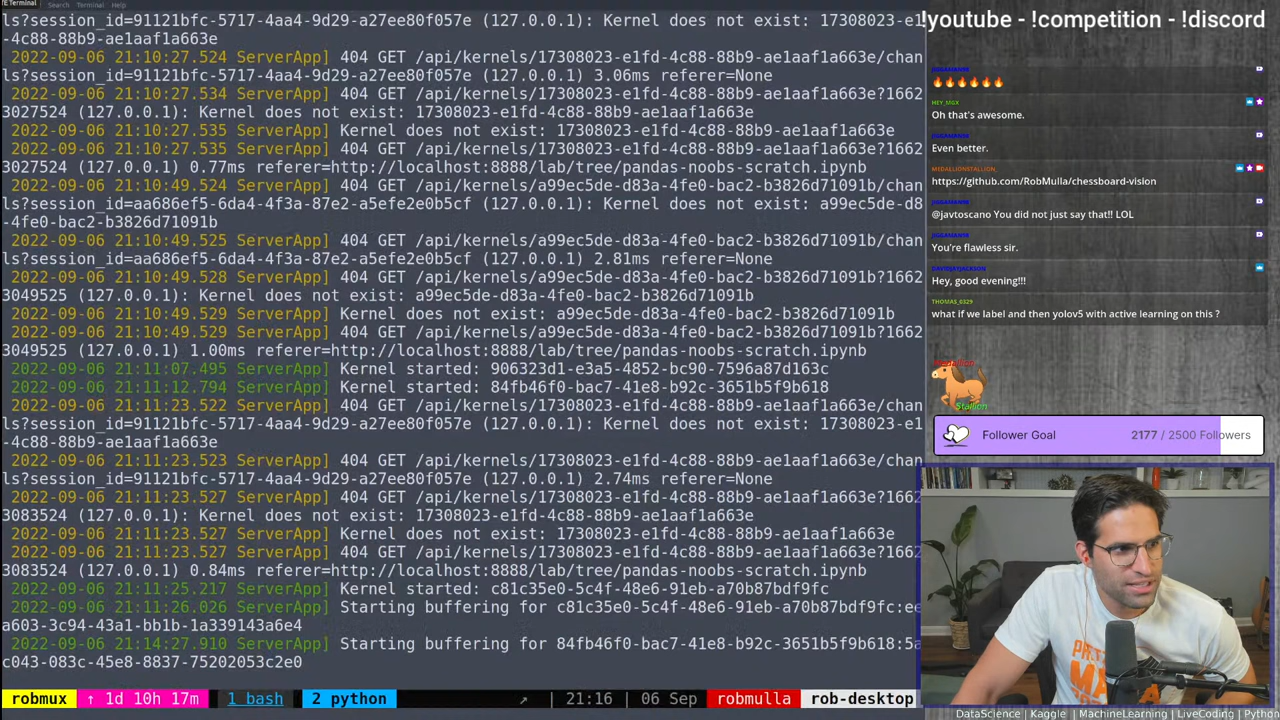 TE Terminal Search Terminal Help
ls?session_id=91121bfc-5717-4aa4-9d29-a27ee80f057e (127.0.0.1): Kernel does not exist: 17308023-e1
-4c88-88b9-ae1aaf1a663e
2022-09-06 21:10:27.524 ServerApp] 404 GET /api/kernels/17308023-e1fd-4c88-88b9-ae1aaf1a663e/chan
ls?session_id=91121bfc-5717-4aa4-9d29-a27ee80f057e (127.0.0.1) 3.06ms referer=None
2022-09-06 21:10:27.534 ServerApp] 404 GET /api/kernels/17308023-e1fd-4c88-88b9-ae1aaf1a663e?1662
3027524 (127.0.0.1): Kernel does not exist: 17308023-e1fd-4c88-88b9-ae1aaf1a663e
2022-09-06 21:10:27.535 ServerApp] Kernel does not exist: 17308023-e1fd-4c88-88b9-ae1aaf1a663e
2022-09-06 21:10:27.535 ServerApp] 404 GET /api/kernels/17308023-e1fd-4c88-88b9-ae1aaf1a663e?1662
3027524 (127.0.0.1) 0.77ms referer=http://localhost:8888/lab/tree/pandas-noobs-scratch.ipynb
2022-09-06 21:10:49.524 ServerApp] 404 GET /api/kernels/a99ec5de-d83a-4fe0-bac2-b3826d71091b/chan
ls?session_id=aa686ef5-6da4-4f3a-87e2-a5efe2e0b5cf (127.0.0.1): Kernel does not exist: a99ec5de-d8
-4fe0-bac2-b3826d71091b
2022-09-06 21:10:49.525 ServerApp] 404 GET /api/kernels/a99ec5de-d83a-4fe0-bac2-b3826d71091b/chan
ls?session_id=aa686ef5-6da4-4f3a-87e2-a5efe2e0b5cf (127.0.0.1) 2.81ms referer=None
2022-09-06 21:10:49.528 ServerApp] 404 GET /api/kernels/a99ec5de-d83a-4fe0-bac2-b3826d71091b?1662
3049525 (127.0.0.1): Kernel does not exist: a99ec5de-d83a-4fe0-bac2-b3826d71091b
2022-09-06 21:10:49.529 ServerApp] Kernel does not exist: a99ec5de-d83a-4fe0-bac2-b3826d71091b
2022-09-06 21:10:49.529 ServerApp] 404 GET /api/kernels/a99ec5de-d83a-4fe0-bac2-b3826d71091b?1662
3049525 (127.0.0.1) 1.00ms referer=http://localhost:8888/lab/tree/pandas-noobs-scratch.ipynb
2022-09-06 21:11:07.495 ServerApp] Kernel started: 906323d1-e3a5-4852-bc90-7596a87d163c
2022-09-06 21:11:12.794 ServerApp] Kernel started: 84fb46f0-bac7-41e8-b92c-3651b5f9b618
2022-09-06 21:11:23.522 ServerApp] 404 GET /api/kernels/17308023-e1fd-4c88-88b9-ae1aaf1a663e/chan
ls?session_id=91121bfc-5717-4aa4-9d29-a27ee80f057e (127.0.0.1): Kernel does not exist: 17308023-e1
-4c88-88b9-ae1aaf1a663e
2022-09-06 21:11:23.523 ServerApp] 404 GET /api/kernels/17308023-e1fd-4c88-88b9-ae1aaf1a663e/chan
ls?session_id=91121bfc-5717-4aa4-9d29-a27ee80f057e (127.0.0.1) 2.74ms referer=None
2022-09-06 21:11:23.527 ServerApp] 404 GET /api/kernels/17308023-e1fd-4c88-88b9-ae1aaf1a663e?1662
3083524 (127.0.0.1): Kernel does not exist: 17308023-e1fd-4c88-88b9-ae1aaf1a663e
2022-09-06 21:11:23.527 ServerApp] Kernel does not exist: 17308023-e1fd-4c88-88b9-ae1aaf1a663e
2022-09-06 21:11:23.527 ServerApp] 404 GET /api/kernels/17308023-e1fd-4c88-88b9-ae1aaf1a663e?1662
3083524 (127.0.0.1) 0.84ms referer=http://localhost:8888/lab/tree/pandas-noobs-scratch.ipynb
2022-09-06 21:11:25.217 ServerApp] Kernel started: c81c35e0-5c4f-48e6-91eb-a70b87bdf9fc
2022-09-06 21:11:26.026 ServerApp] Starting buffering for c81c35e0-5c4f-48e6-91eb-a70b87bdf9fc:ee
a603-3c94-43a1-bb1b-1a339143a6e4
2022-09-06 21:14:27.910 ServerApp] Starting buffering for 84fb46f0-bac7-41e8-b92c-3651b5f9b618:5a
c043-083c-45e8-8837-75202053c2e0
robmux ↑ 1d 10h 17m 1 bash 2 python ↗ | 21:16 | 06 Sep robmulla rob-desktop
!youtube - !competition - !discord
HEY_MGX
Oh that's awesome.
Even better.
MEDALLIONSTALLION_
https://github.com/RobMulla/chessboard-vision
@javtoscano You did not just say that!! LOL
You're flawless sir.
Hey, good evening!!!
THOMAS_0329
what if we label and then yolov5 with active learning on this ?
Medallion
Stallion
Follower Goal 2177 / 2500 Followers
DataScience | Kaggle | MachineLearning | LiveCoding | Python